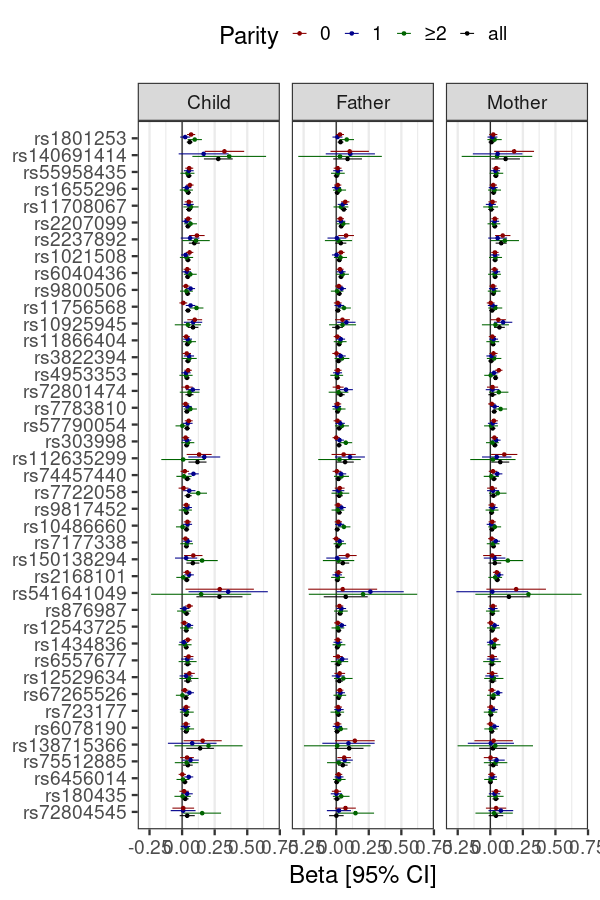 Parity 0 1 ≥2 all
Child Father Mother
rs1801253
rs140691414
rs55958435
rs1655296
rs11708067
rs2207099
rs2237892
rs1021508
rs6040436
rs9800506
rs11756568
rs10925945
rs11866404
rs3822394
rs4953353
rs72801474
rs7783810
rs57790054
rs303998
rs112635299
rs74457440
rs7722058
rs9817452
rs10486660
rs7177338
rs150138294
rs2168101
rs541641049
rs876987
rs12543725
rs1434836
rs6557677
rs12529634
rs67265526
rs723177
rs6078190
rs138715366
rs75512885
rs6456014
rs180435
rs72804545
-0.25 0.00 0.25 0.50 0.75 -0.25 0.00 0.25 0.50 0.75 -0.25 0.00 0.25 0.50 0.75
Beta [95% CI]